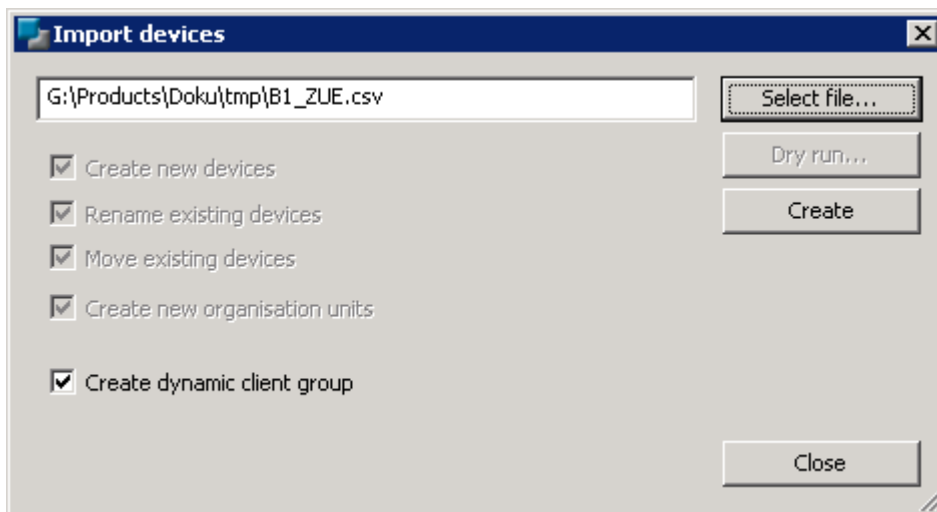 Import devices
G:\Products\Doku\tmp\B1_ZUE.csv
Select file...
Create new devices
Dry run...
Rename existing devices
Create
Move existing devices
Create new organisation units
Create dynamic client group
Close